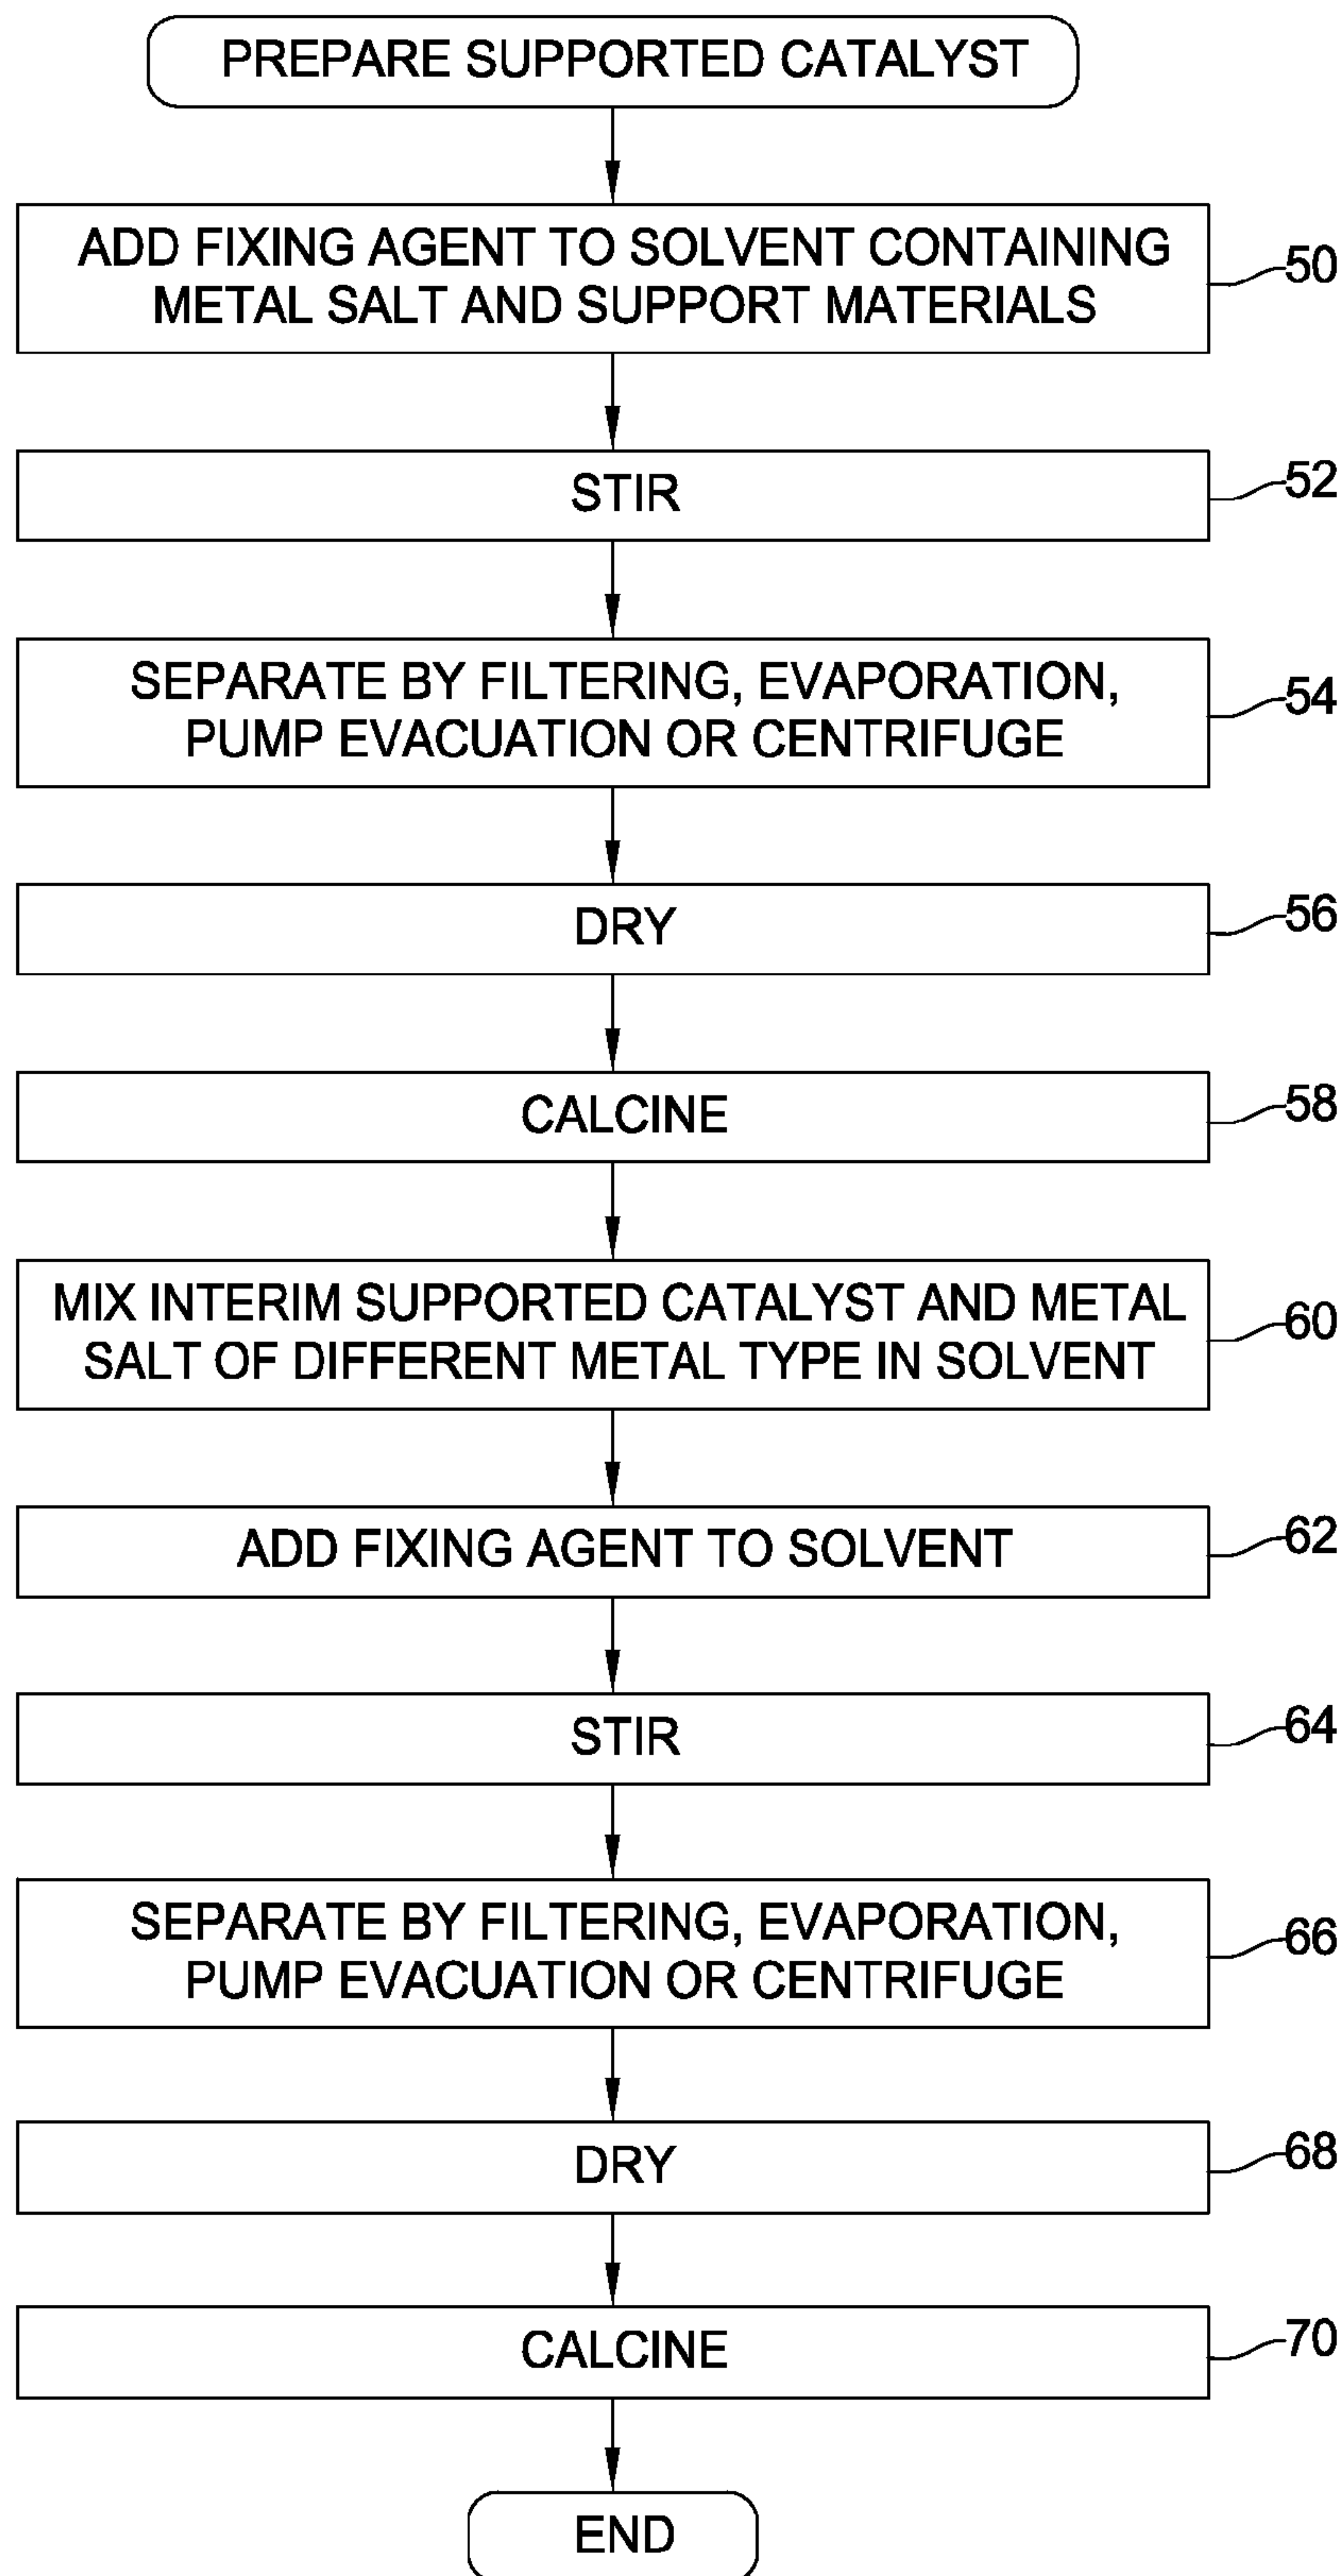 PREPARE SUPPORTED CATALYST
ADD FIXING AGENT TO SOLVENT CONTAINING
METAL SALT AND SUPPORT MATERIALS
50
STIR
52
SEPARATE BY FILTERING, EVAPORATION,
PUMP EVACUATION OR CENTRIFUGE
54
DRY
56
CALCINE
58
MIX INTERIM SUPPORTED CATALYST AND METAL
SALT OF DIFFERENT METAL TYPE IN SOLVENT
60
ADD FIXING AGENT TO SOLVENT
62
STIR
64
SEPARATE BY FILTERING, EVAPORATION,
PUMP EVACUATION OR CENTRIFUGE
66
DRY
68
CALCINE
70
END